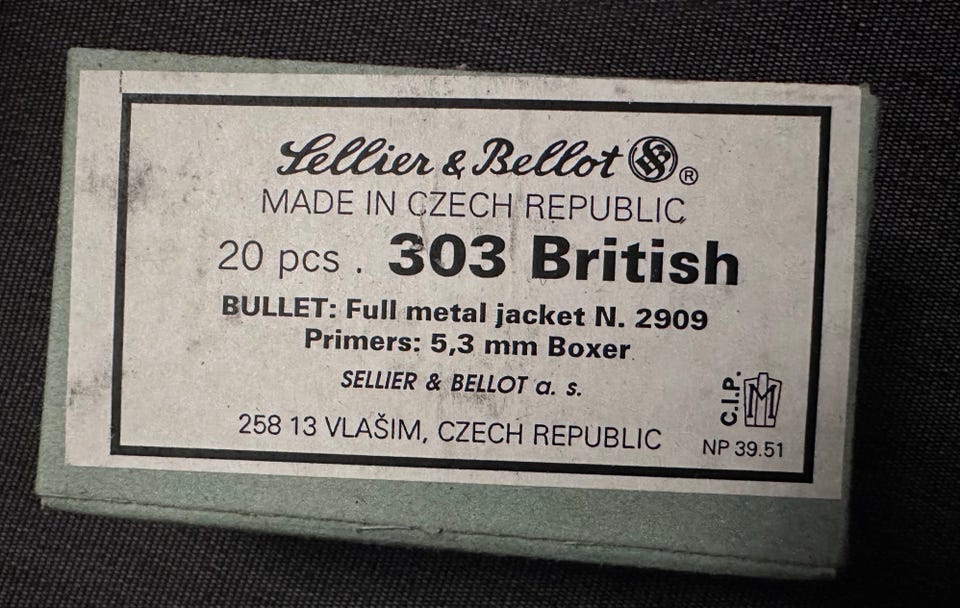 Sellier & Bellot ®
MADE IN CZECH REPUBLIC
20 pcs . 303 British
BULLET: Full metal jacket N. 2909
Primers: 5,3 mm Boxer
SELLIER & BELLOT a. s.
258 13 VLAŠIM, CZECH REPUBLIC
C.I.P.
NP 39.51